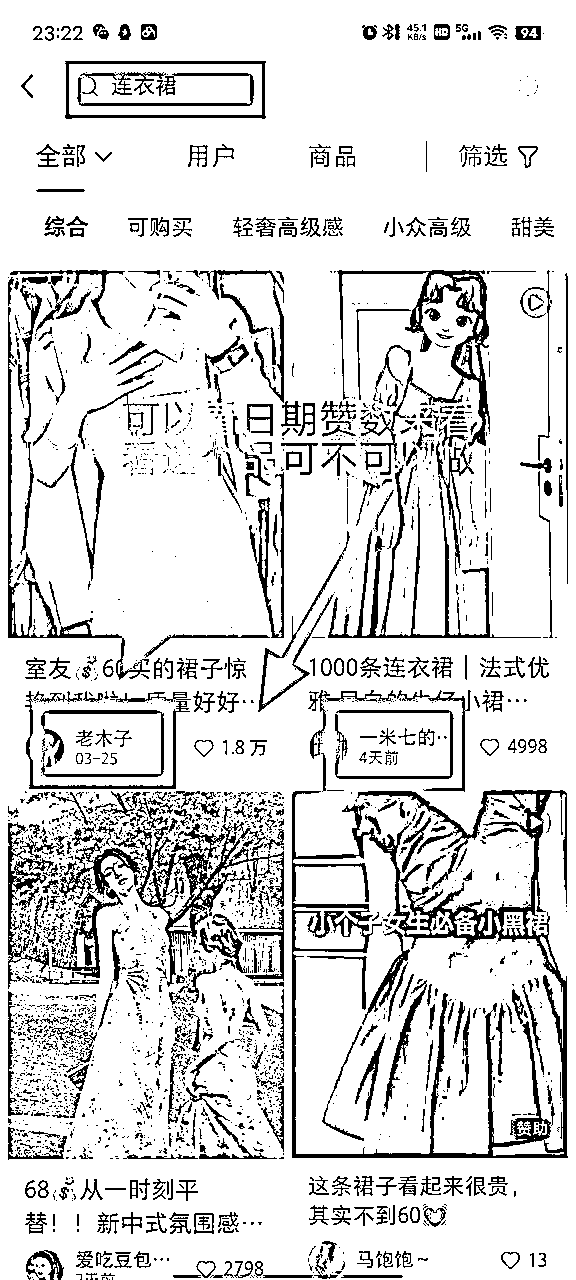 23:22
45.1 KB/s HD 5G 94
连衣裙
全部 用户 商品 筛选
综合 可购买 轻奢高级感 小众高级 甜美
可以看日期赞数来看
看这个品可不可以做
室友💰60买的裙子惊
艳到我啦！质量好好…
老木子
03-25
1.8万
1000条连衣裙｜法式优
雅 小裙…
一米七的…
4天前
4998
小个子女生必备小黑裙
赞助
68💰从一时刻平
替！！新中式氛围感…
爱吃豆包…
2798
这条裙子看起来很贵，
其实不到60💓
马饱饱~
13